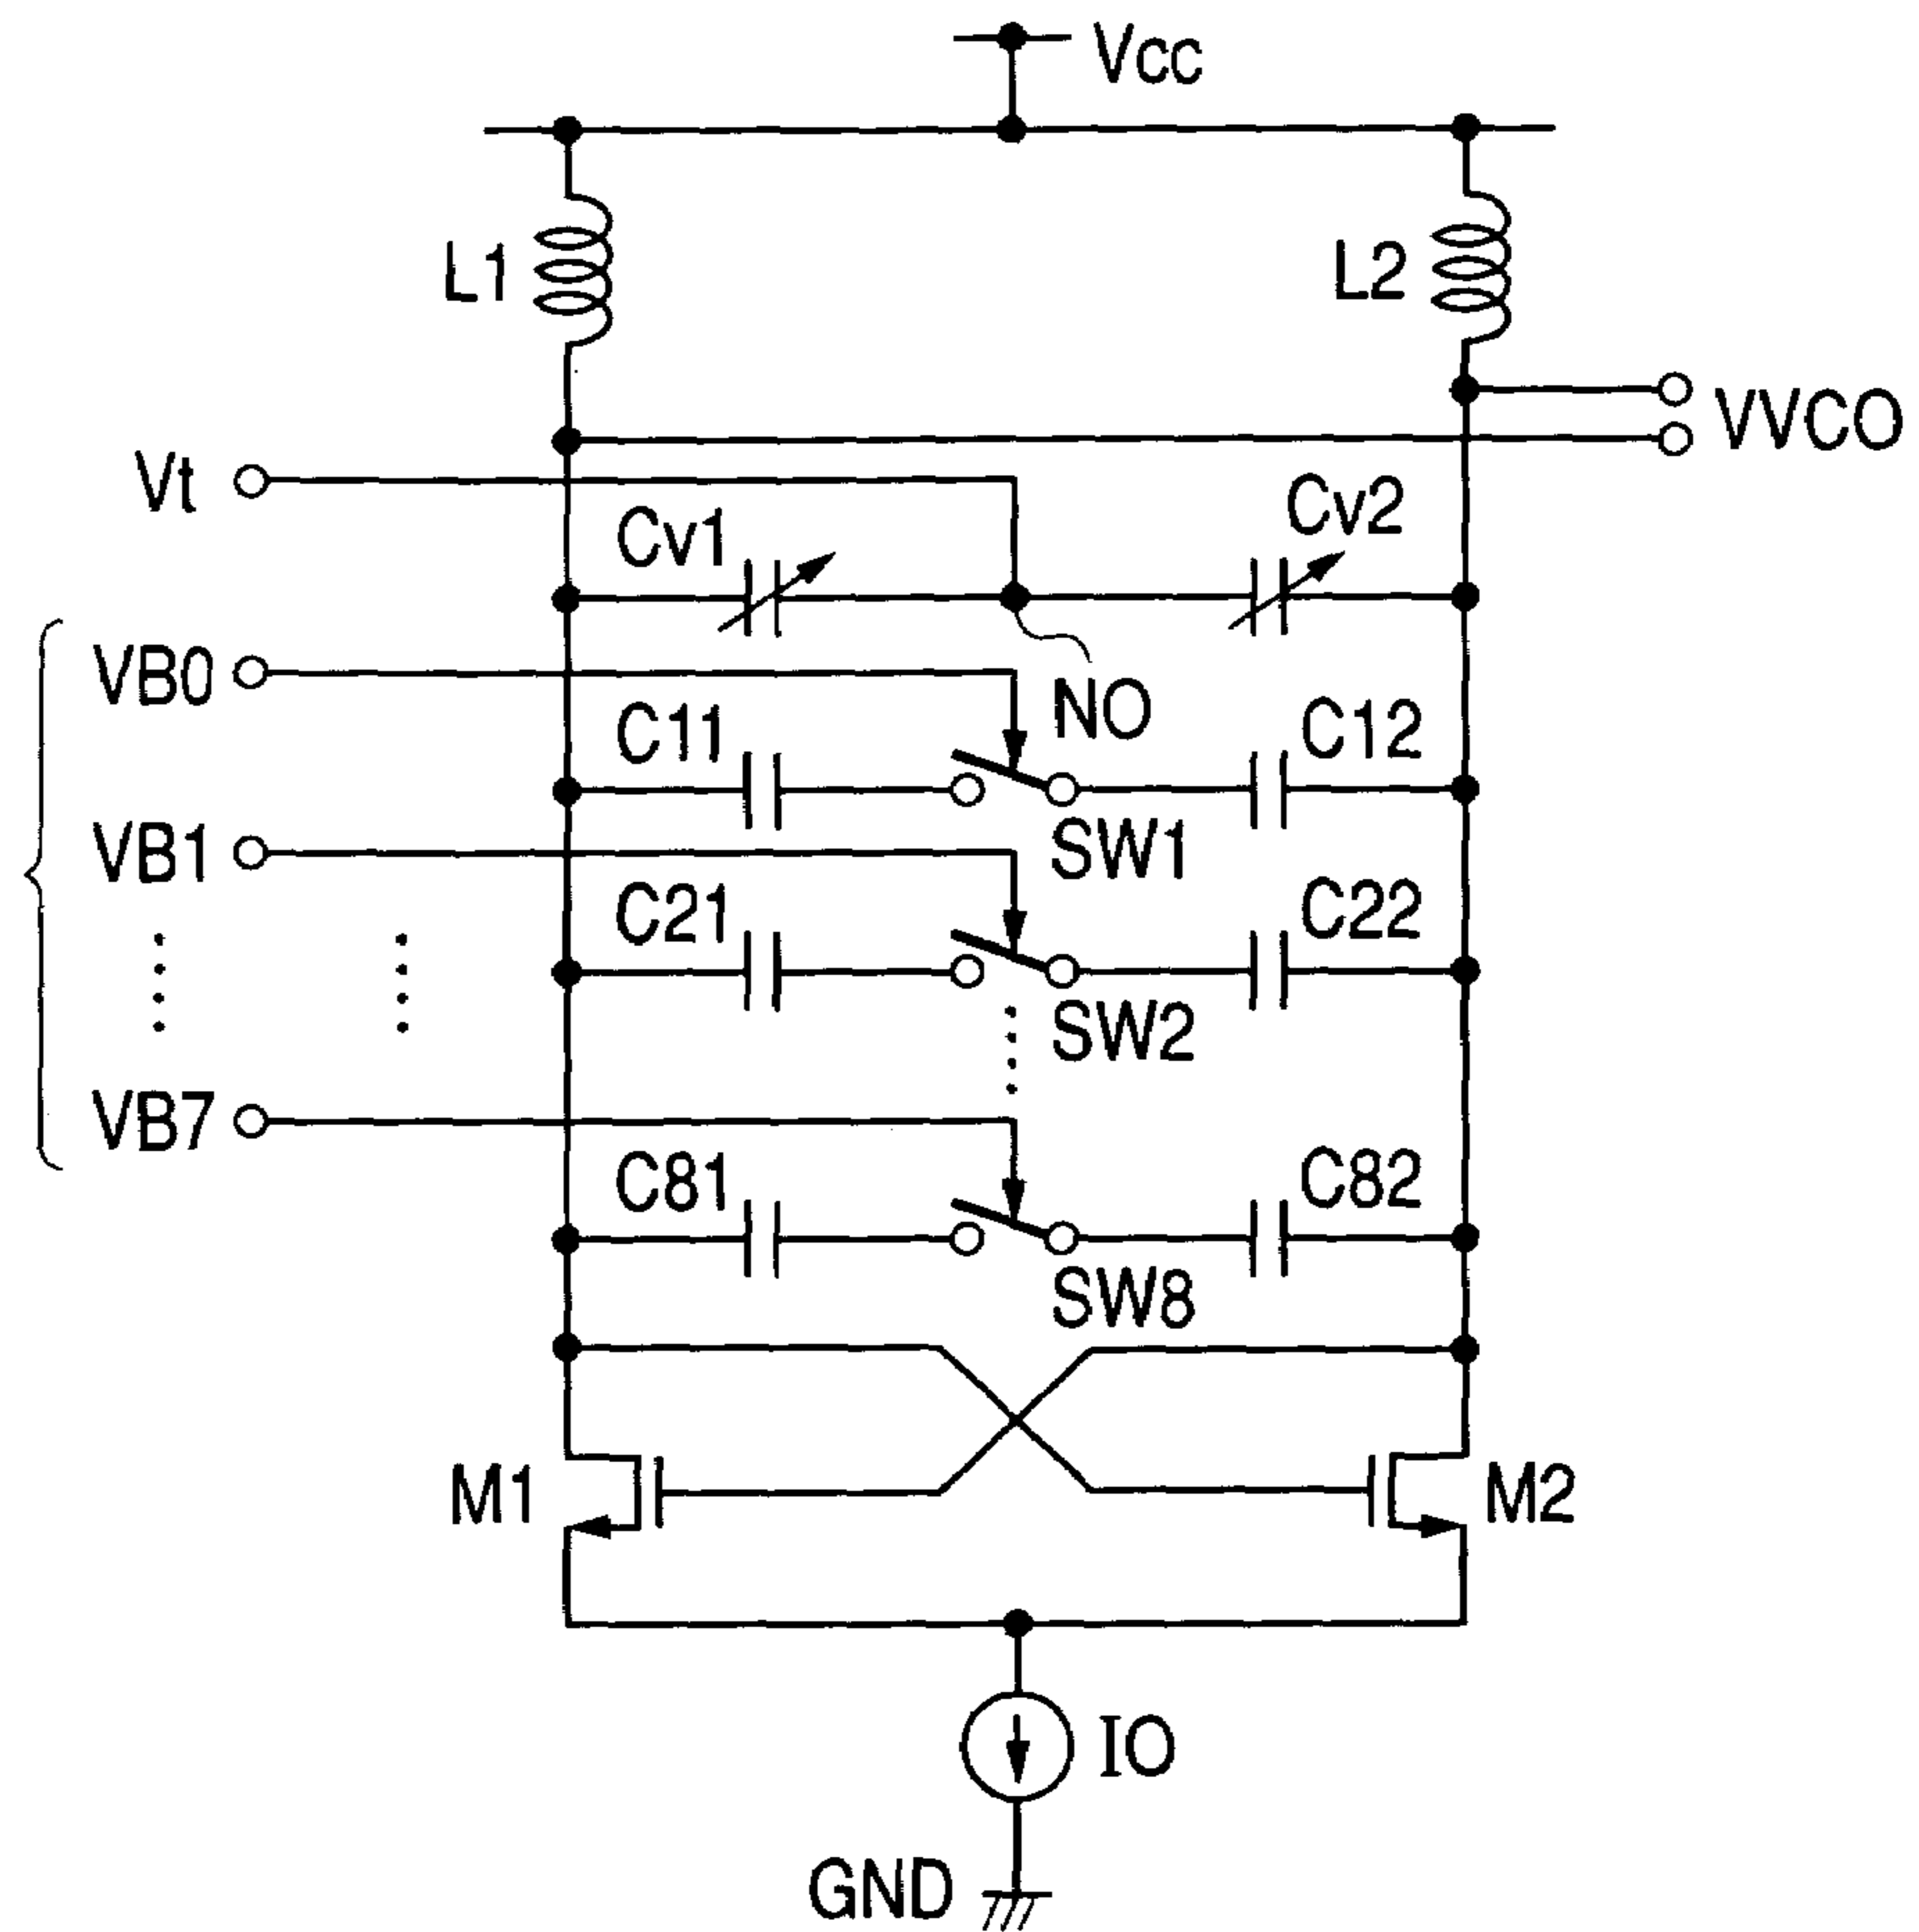 Vcc
L1
L2
VVCO
Vt
Cv1
Cv2
VB0
NO
C11
C12
VB1
SW1
C21
C22
SW2
VB7
C81
C82
SW8
M1
M2
IO
GND